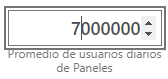 7000000
Promedio de usuarios diarios
de Paneles